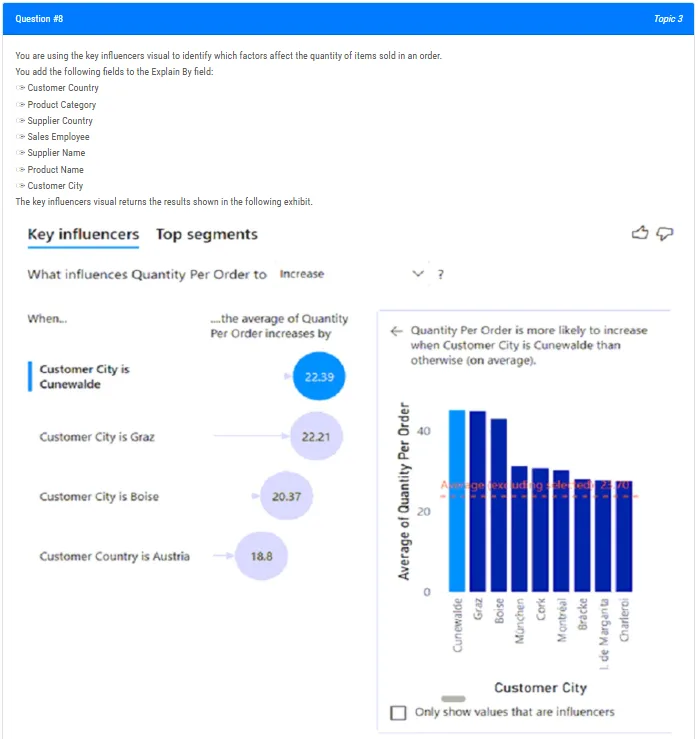 Question #8
Topic 3
You are using the key influencers visual to identify which factors affect the quantity of items sold in an order.
You add the following fields to the Explain By field:
Customer Country
Product Category
Supplier Country
Sales Employee
Supplier Name
Product Name
Customer City
The key influencers visual returns the results shown in the following exhibit.
Key influencers Top segments
What influences Quantity Per Order to Increase ?
When...
....the average of Quantity
Per Order increases by
Customer City is
Cunewalde
22.39
Customer City is Graz
22.21
Customer City is Boise
20.37
Customer Country is Austria
18.8
Quantity Per Order is more likely to increase
when Customer City is Cunewalde than
otherwise (on average).
Average of Quantity Per Order
40
20
0
Average (excluding selected): 23.70
Cunewalde
Graz
Boise
München
Cork
Montréal
Bräcke
I. de Margarita
Charleroi
Customer City
Only show values that are influencers